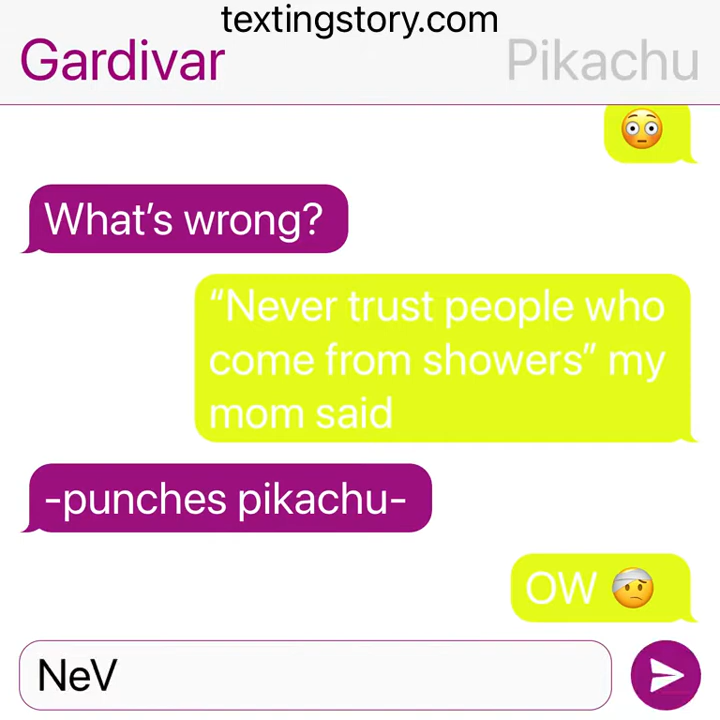 textingstory.com
Gardivar Pikachu
😳
What’s wrong?
“Never trust people who
come from showers” my
mom said
-punches pikachu-
OW 🤕
NeV